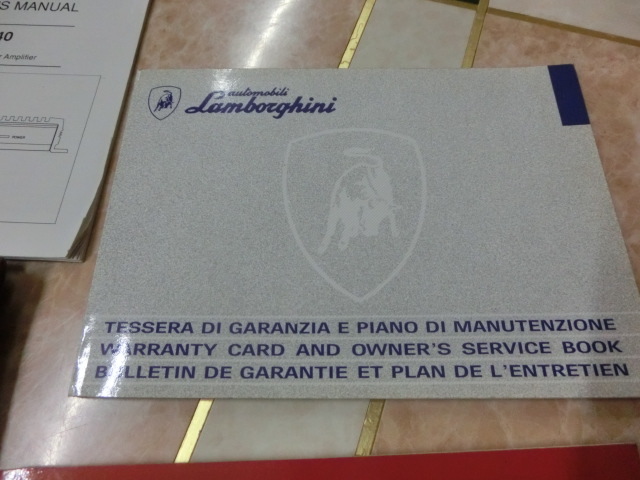 S MANUAL
40
Amplifier
POWER
automobili
Lamborghini
TESSERA DI GARANZIA E PIANO DI MANUTENZIONE
WARRANTY CARD AND OWNER'S SERVICE BOOK
BULLETIN DE GARANTIE ET PLAN DE L'ENTRETIEN